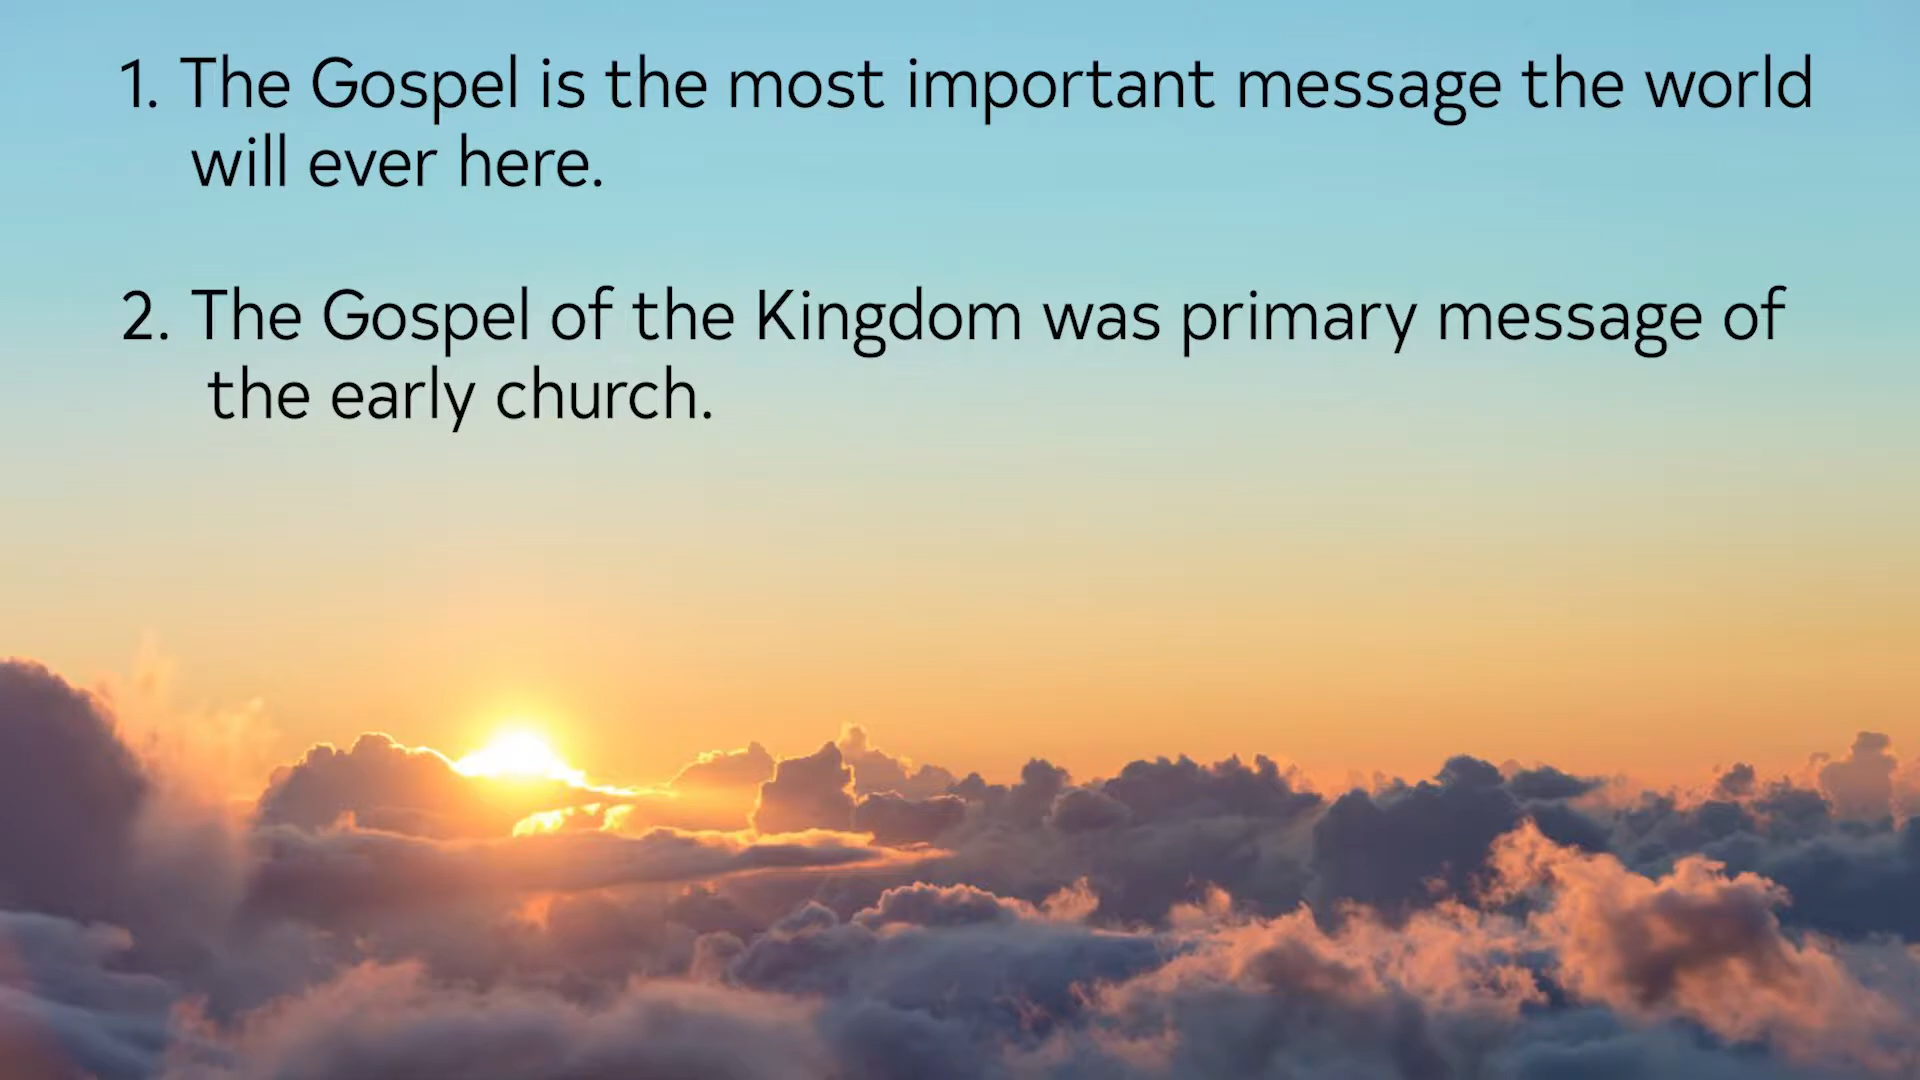 1. The Gospel is the most important message the world
will ever here.
2. The Gospel of the Kingdom was primary message of
the early church.